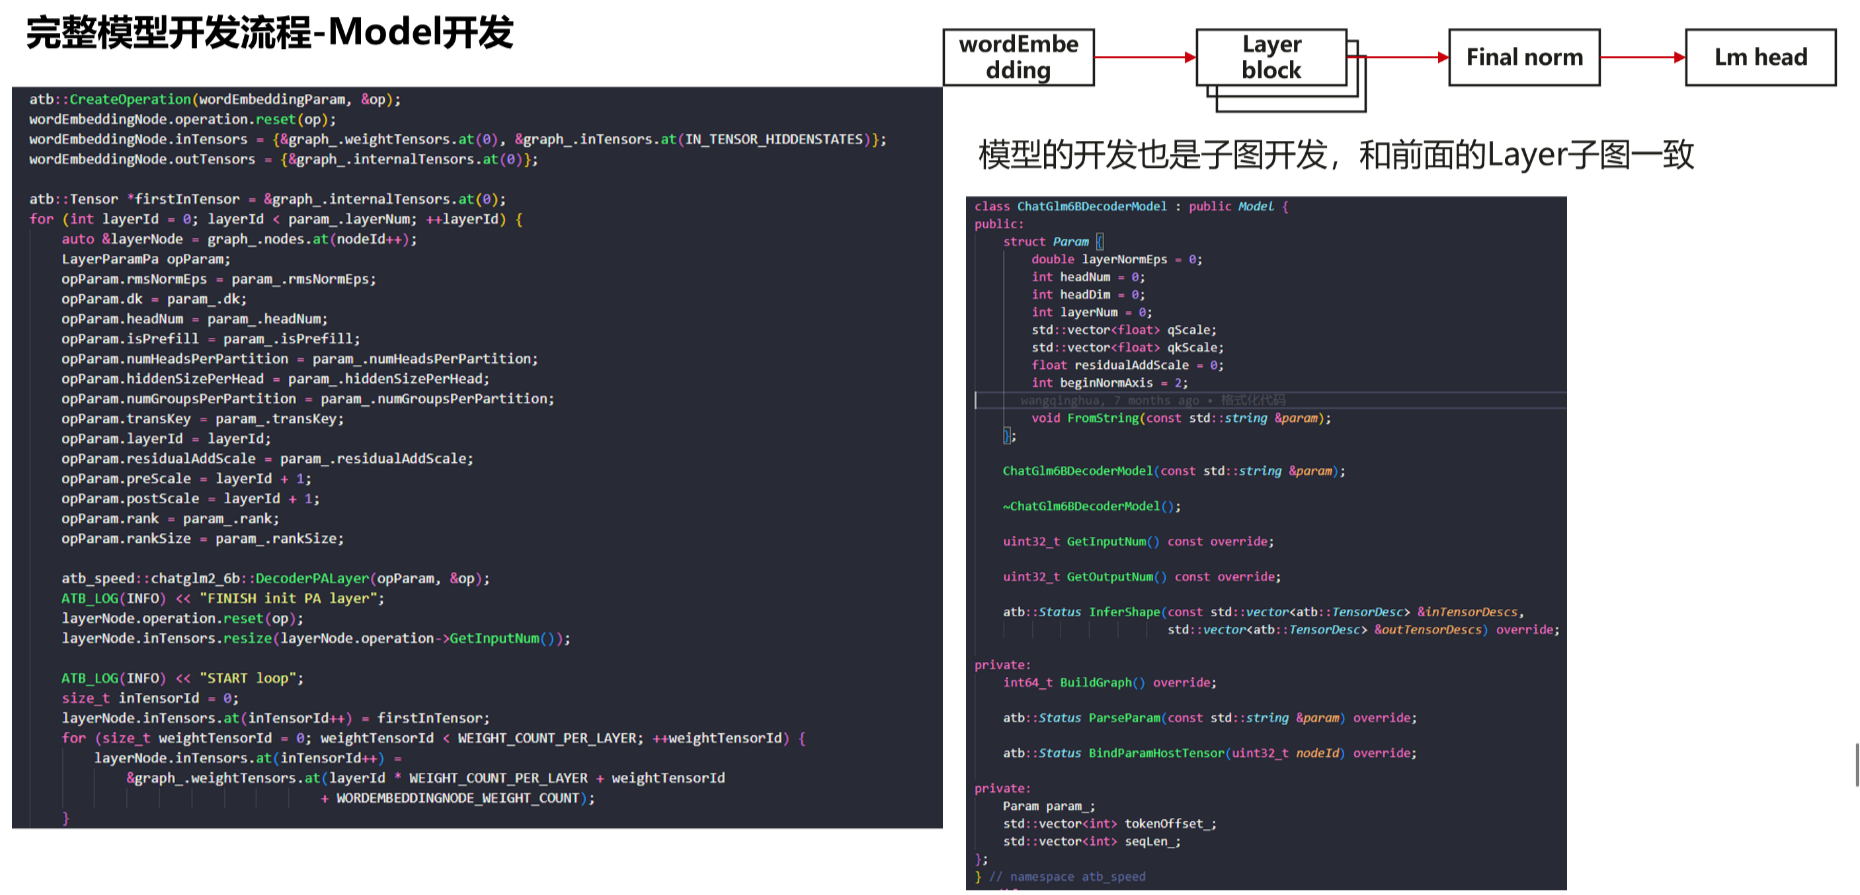 完整模型开发流程-Model开发
wordEmbe
dding
Layer
block
Final norm
Lm head
模型的开发也是子图开发，和前面的Layer子图一致
atb::CreateOperation(wordEmbeddingParam, &op);
wordEmbeddingNode.operation.reset(op);
wordEmbeddingNode.inTensors = {&graph_.weightTensors.at(0), &graph_.inTensors.at(IN_TENSOR_HIDDENSTATES)};
wordEmbeddingNode.outTensors = {&graph_.internalTensors.at(0)};
atb::Tensor *firstInTensor = &graph_.internalTensors.at(0);
for (int layerId = 0; layerId < param_.layerNum; ++layerId) {
auto &layerNode = graph_.nodes.at(nodeId++);
LayerParamPa opParam;
opParam.rmsNormEps = param_.rmsNormEps;
opParam.dk = param_.dk;
opParam.headNum = param_.headNum;
opParam.isPrefill = param_.isPrefill;
opParam.numHeadsPerPartition = param_.numHeadsPerPartition;
opParam.hiddenSizePerHead = param_.hiddenSizePerHead;
opParam.numGroupsPerPartition = param_.numGroupsPerPartition;
opParam.transKey = param_.transKey;
opParam.layerId = layerId;
opParam.residualAddScale = param_.residualAddScale;
opParam.preScale = layerId + 1;
opParam.postScale = layerId + 1;
opParam.rank = param_.rank;
opParam.rankSize = param_.rankSize;
atb_speed::chatglm2_6b::DecoderPALayer(opParam, &op);
ATB_LOG(INFO) << "FINISH init PA layer";
layerNode.operation.reset(op);
layerNode.inTensors.resize(layerNode.operation->GetInputNum());
ATB_LOG(INFO) << "START loop";
size_t inTensorId = 0;
layerNode.inTensors.at(inTensorId++) = firstInTensor;
for (size_t weightTensorId = 0; weightTensorId < WEIGHT_COUNT_PER_LAYER; ++weightTensorId) {
layerNode.inTensors.at(inTensorId++) =
&graph_.weightTensors.at(layerId * WEIGHT_COUNT_PER_LAYER + weightTensorId
+ WORDEMBEDDINGNODE_WEIGHT_COUNT);
}
class ChatGlm6BDecoderModel : public Model {
public:
struct Param {
double layerNormEps = 0;
int headNum = 0;
int headDim = 0;
int layerNum = 0;
std::vector<float> qScale;
std::vector<float> qkScale;
float residualAddScale = 0;
int beginNormAxis = 2;
wangqinghua, 7 months ago • 格式化代码
void FromString(const std::string &param);
};
ChatGlm6BDecoderModel(const std::string &param);
~ChatGlm6BDecoderModel();
uint32_t GetInputNum() const override;
uint32_t GetOutputNum() const override;
atb::Status InferShape(const std::vector<atb::TensorDesc> &inTensorDescs,
std::vector<atb::TensorDesc> &outTensorDescs) override;
private:
int64_t BuildGraph() override;
atb::Status ParseParam(const std::string &param) override;
atb::Status BindParamHostTensor(uint32_t nodeId) override;
private:
Param param_;
std::vector<int> tokenOffset_;
std::vector<int> seqLen_;
};
} // namespace atb_speed